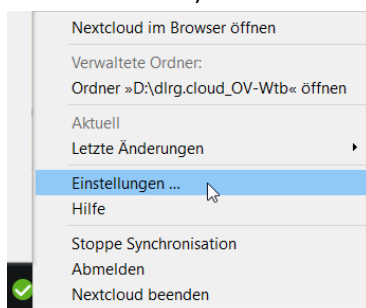 Nextcloud im Browser öffnen
Verwaltete Ordner:
Ordner »D:\dlrg.cloud_OV-Wtb« öffnen
Aktuell
Letzte Änderungen
Einstellungen ...
Hilfe
Stoppe Synchronisation
Abmelden
Nextcloud beenden